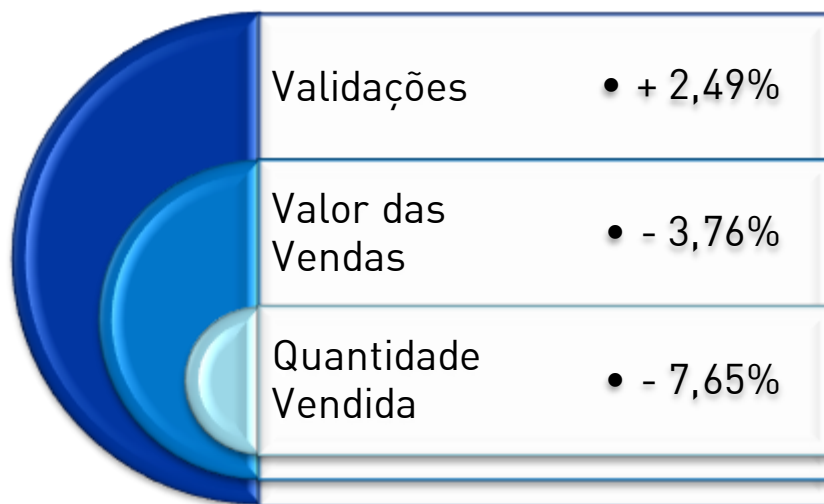 Validações
• + 2,49%
Valor das
Vendas
• - 3,76%
Quantidade
Vendida
• - 7,65%